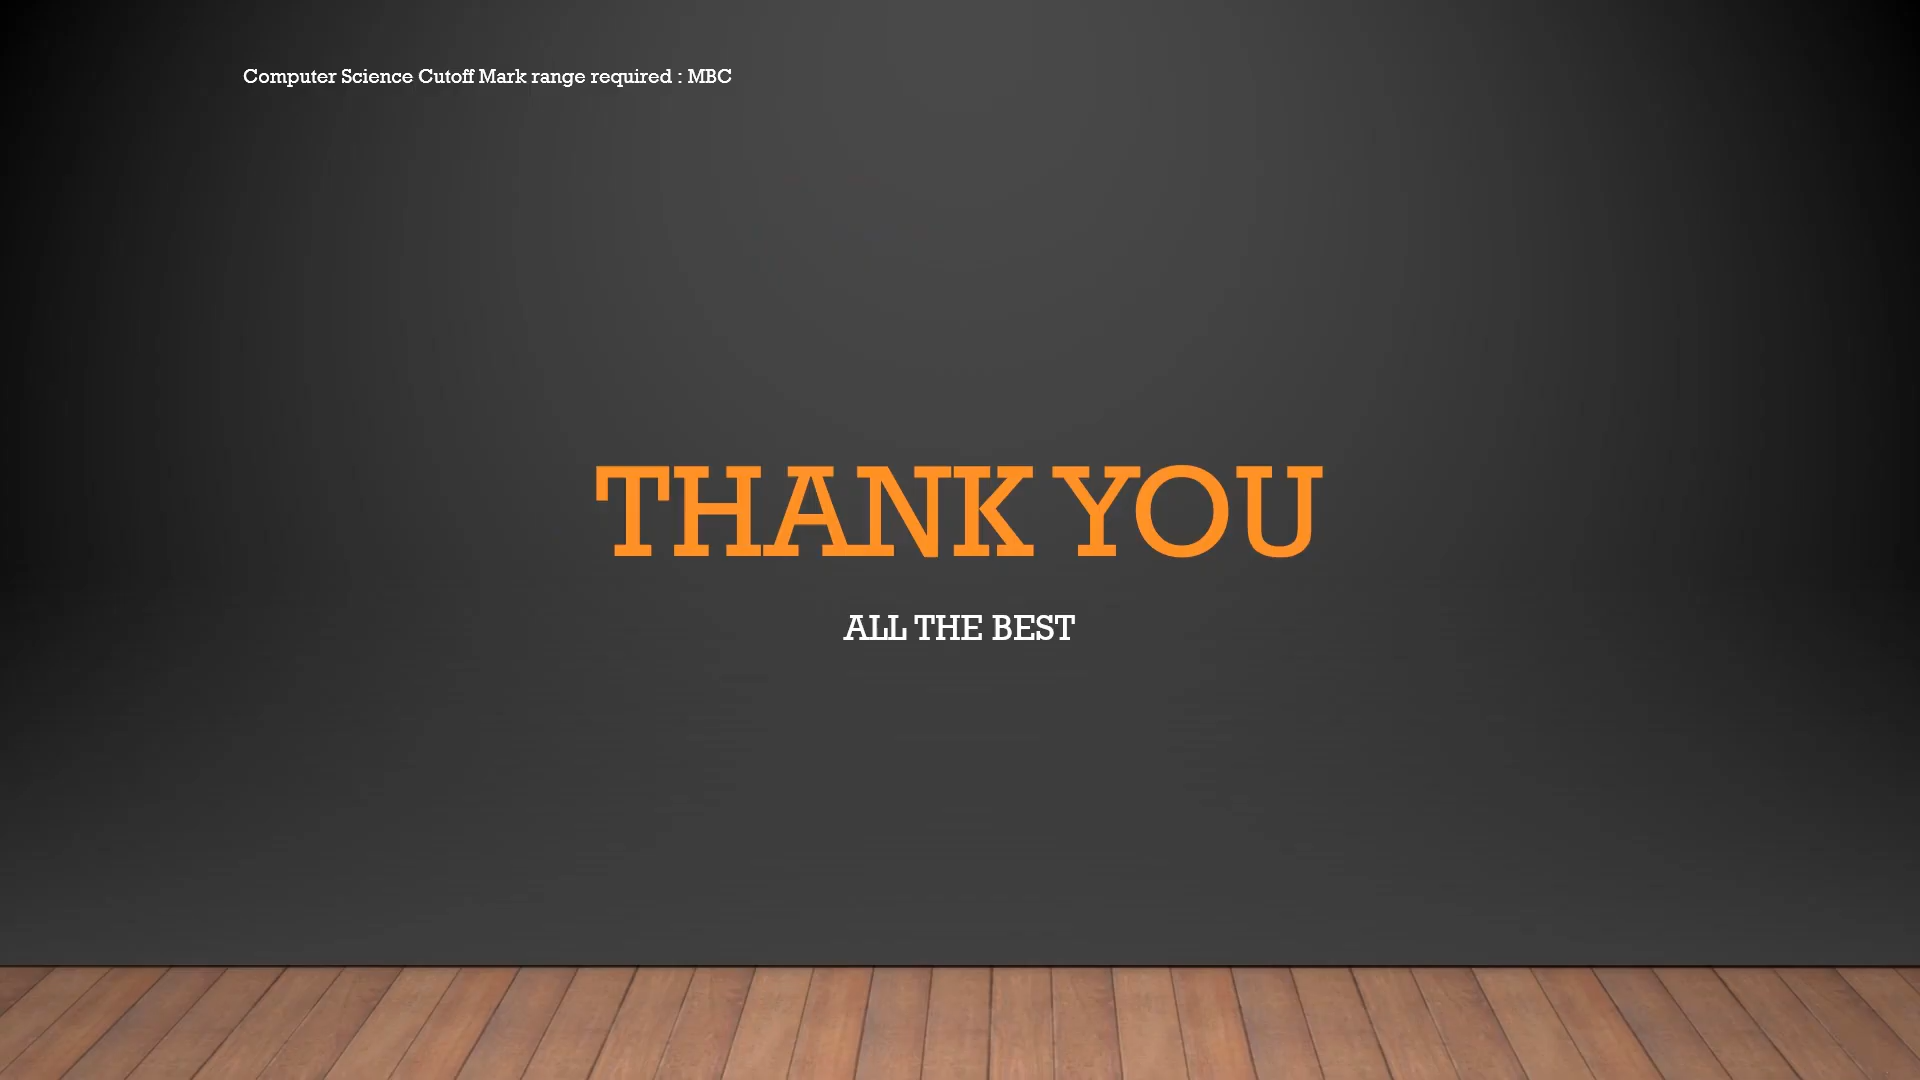 Computer Science Cutoff Mark range required : MBC
THANK YOU
ALL THE BEST